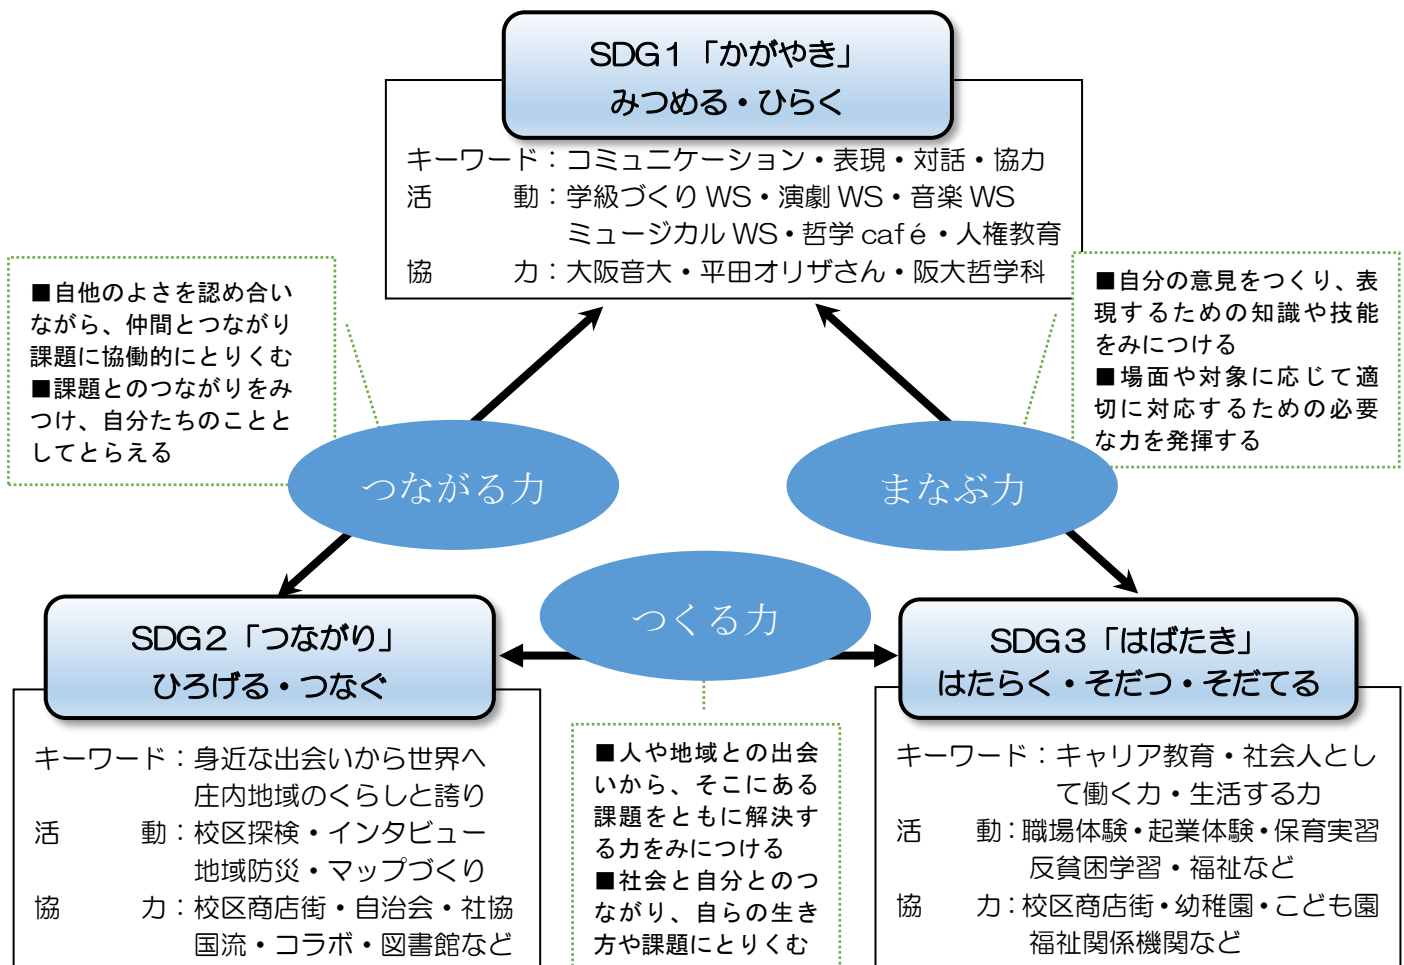 SDG1「かがやき」
みつめる・ひらく
キーワード：コミュニケーション・表現・対話・協力
活　　　動：学級づくりWS・演劇WS・音楽WS
ミュージカルWS・哲学café・人権教育
協　　　力：大阪音大・平田オリザさん・阪大哲学科
■自他のよさを認め合い
ながら、仲間とつながり
課題に協働的にとりくむ
■課題とのつながりをみ
つけ、自分たちのことと
してとらえる
■自分の意見をつくり、表
現するための知識や技能
をみにつける
■場面や対象に応じて適
切に対応するための必要
な力を発揮する
つながる力
まなぶ力
つくる力
SDG2「つながり」
ひろげる・つなぐ
キーワード：身近な出会いから世界へ
庄内地域のくらしと誇り
活　　　動：校区探検・インタビュー
地域防災・マップづくり
協　　　力：校区商店街・自治会・社協
国流・コラボ・図書館など
■人や地域との出会
いから、そこにある
課題をともに解決す
る力をみにつける
■社会と自分とのつ
ながり、自らの生き
方や課題にとりくむ
SDG3「はばたき」
はたらく・そだつ・そだてる
キーワード：キャリア教育・社会人とし
て働く力・生活する力
活　　　動：職場体験・起業体験・保育実習
反貧困学習・福祉など
協　　　力：校区商店街・幼稚園・こども園
福祉関係機関など